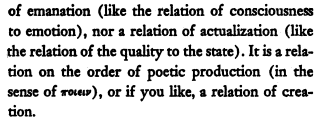 of emanation (like the relation of consciousness
to emotion), nor a relation of actualization (like
the relation of the quality to the state). It is a rela-
tion on the order of poetic production (in the
sense of ), or if you like, a relation of crea-
tion.